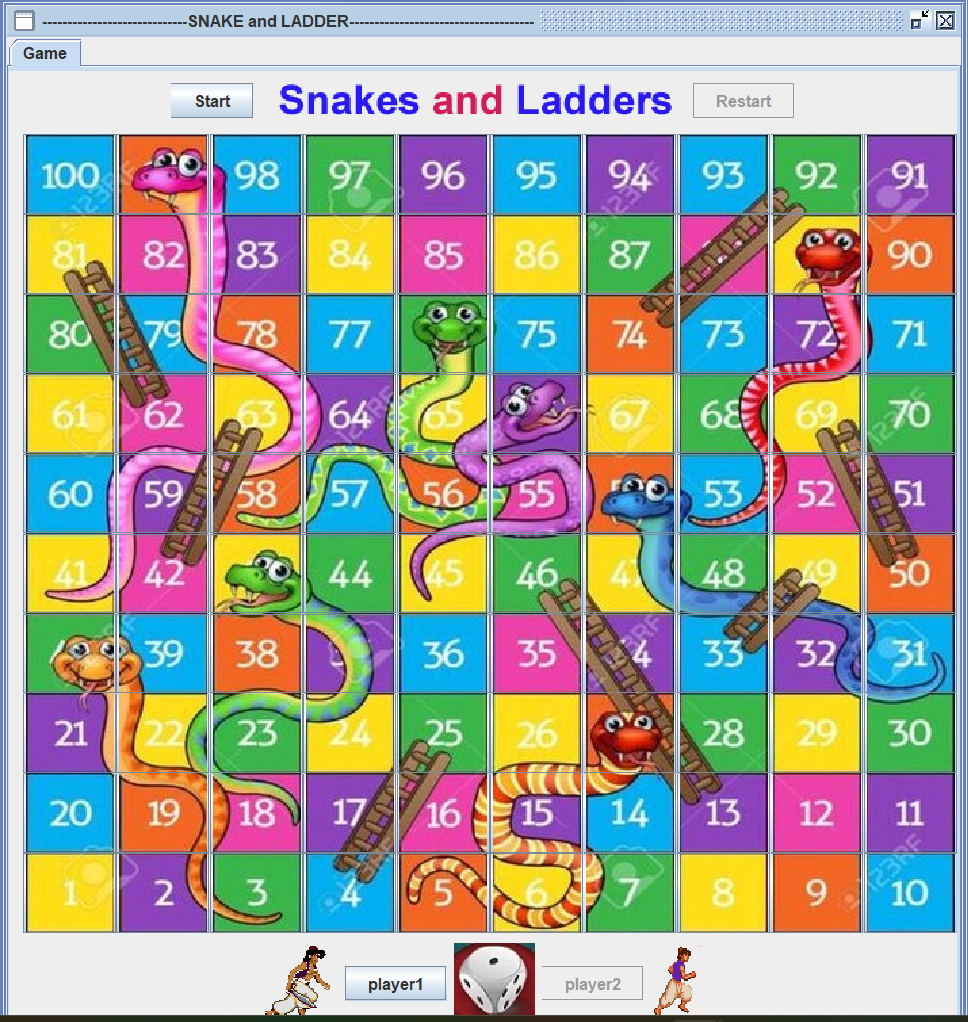 -----------------------------SNAKE and LADDER-------------------------------------
Game
Start Snakes and Ladders Restart
100 98 97 96 95 94 93 92 91
81 82 83 84 85 86 87 90
80 79 78 77 75 74 73 72 71
61 62 63 64 65 67 68 69 70
60 59 58 57 56 55 53 52 51
41 42 44 45 46 47 48 49 50
39 38 36 35 33 32 31
21 22 23 24 25 26 28 29 30
20 19 18 17 16 15 14 13 12 11
1 2 3 4 5 6 7 8 9 10
player1 player2